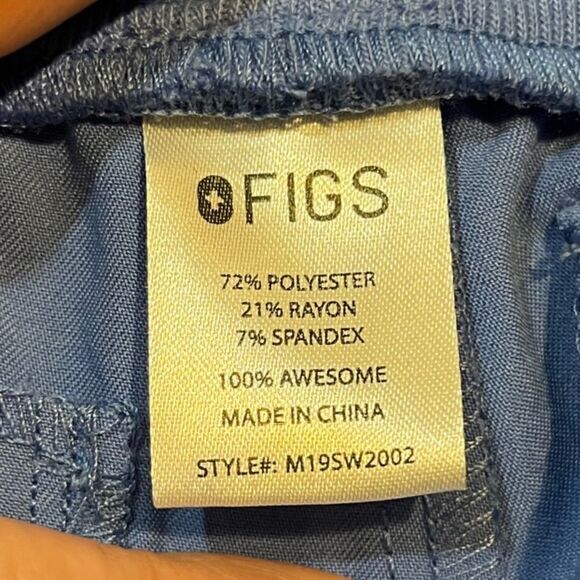 FIGS
72% POLYESTER
21% RAYON
7% SPANDEX
100% AWESOME
MADE IN CHINA
STYLE#: M19SW2002